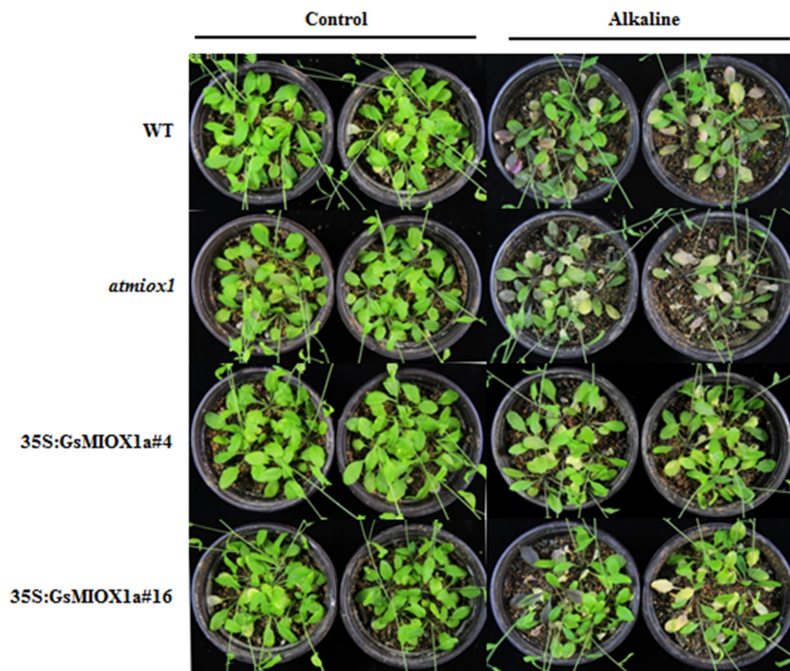 Control Alkaline
WT
atmiox1
35S:GsMIOX1a#4
35S:GsMIOX1a#16